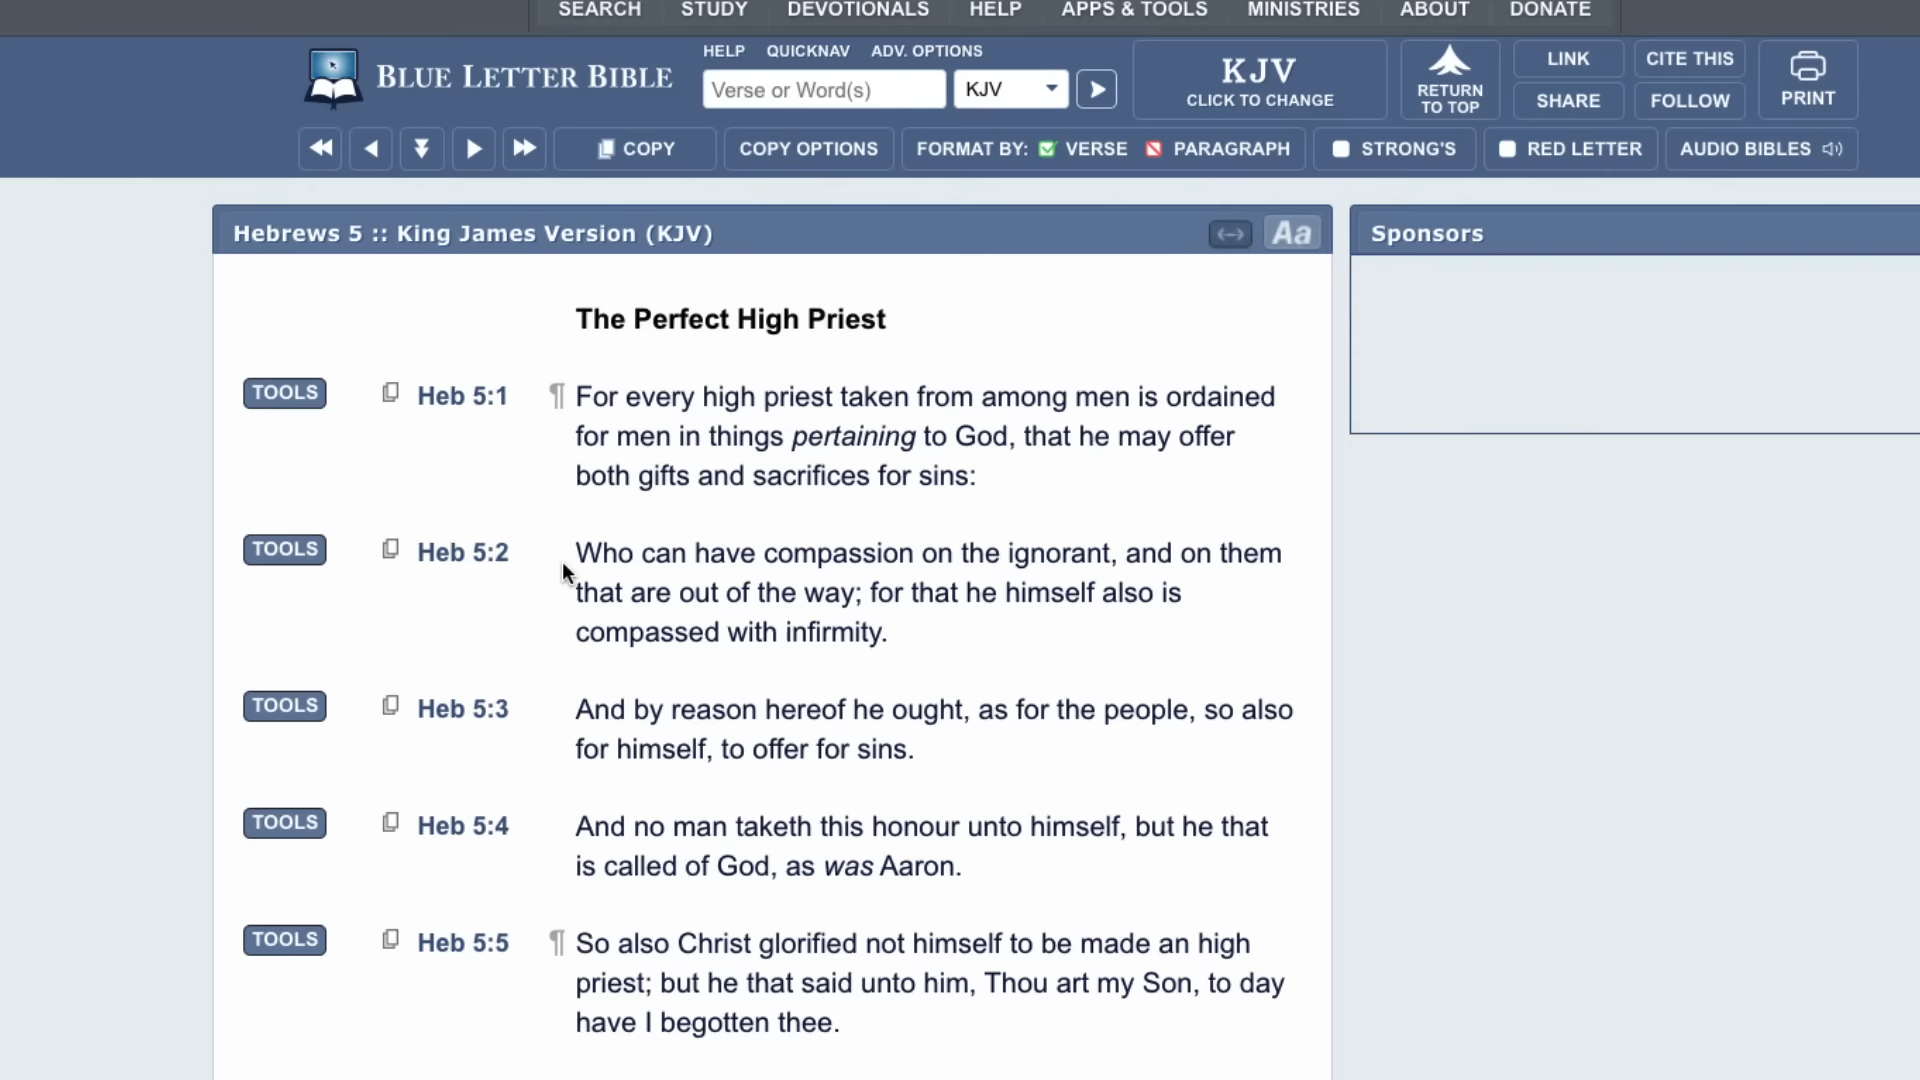 SEARCH STUDY DEVOTIONALS HELP APPS & TOOLS MINISTRIES ABOUT DONATE
BLUE LETTER BIBLE
HELP QUICKNAV ADV. OPTIONS
Verse or Word(s) KJV
KJV
CLICK TO CHANGE
RETURN
TO TOP
LINK CITE THIS
SHARE FOLLOW
PRINT
COPY COPY OPTIONS FORMAT BY: VERSE PARAGRAPH STRONG'S RED LETTER AUDIO BIBLES
Hebrews 5 :: King James Version (KJV) Aa
Sponsors
The Perfect High Priest
TOOLS Heb 5:1 ¶ For every high priest taken from among men is ordained
for men in things pertaining to God, that he may offer
both gifts and sacrifices for sins:
TOOLS Heb 5:2 Who can have compassion on the ignorant, and on them
that are out of the way; for that he himself also is
compassed with infirmity.
TOOLS Heb 5:3 And by reason hereof he ought, as for the people, so also
for himself, to offer for sins.
TOOLS Heb 5:4 And no man taketh this honour unto himself, but he that
is called of God, as was Aaron.
TOOLS Heb 5:5 ¶ So also Christ glorified not himself to be made an high
priest; but he that said unto him, Thou art my Son, to day
have I begotten thee.